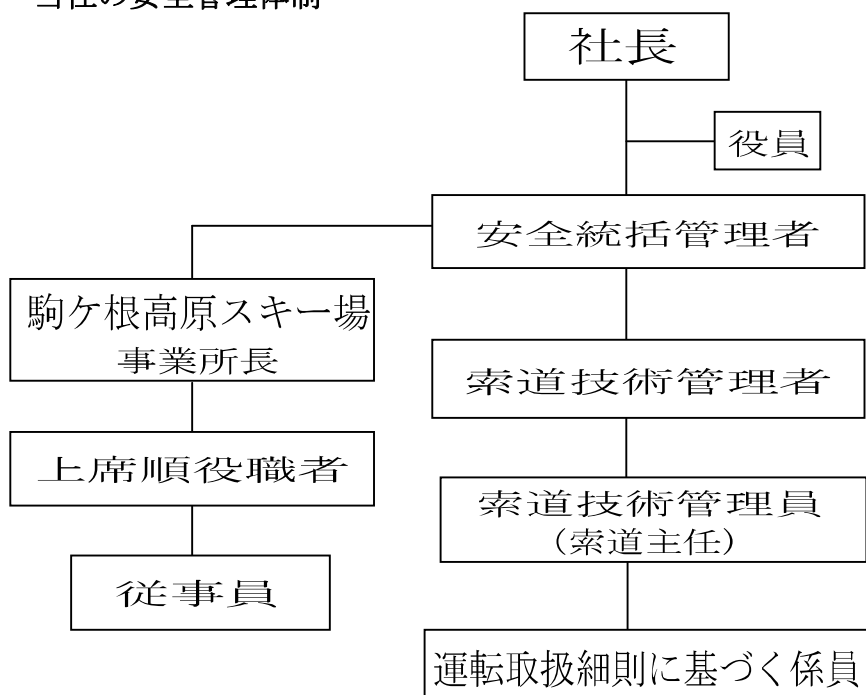 当社の安全管理体制
社長
役員
安全統括管理者
駒ケ根高原スキー場
事業所長
索道技術管理者
上席順役職者
索道技術管理員
（索道主任）
従事員
運転取扱細則に基づく係員